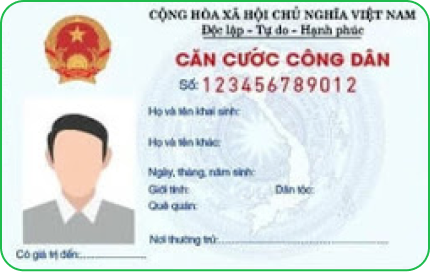 CỘNG HÒA XÃ HỘI CHỦ NGHĨA VIỆT NAM
Độc lập - Tự do - Hạnh phúc
CĂN CƯỚC CÔNG DÂN
Số: 123456789012
Họ và tên khai sinh:
Họ và tên khác:
Ngày, tháng, năm sinh:
Giới tính: Dân tộc:
Quê quán:
Nơi thường trú:
Có giá trị đến: